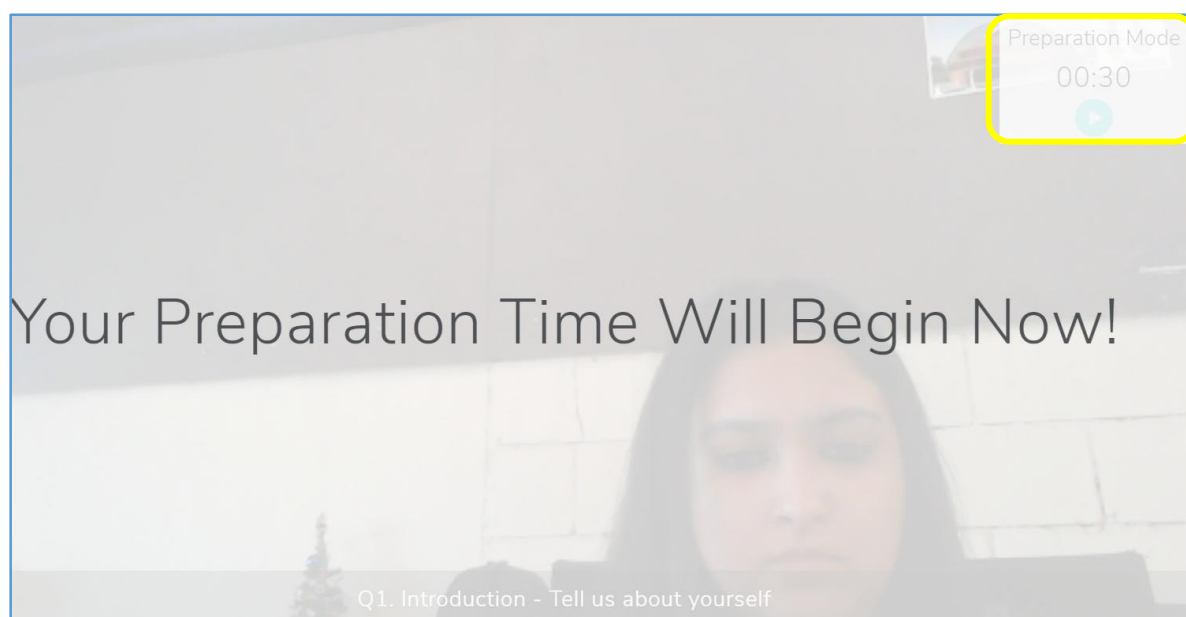 Preparation Mode
00:30
Your Preparation Time Will Begin Now!
Q1. Introduction - Tell us about yourself